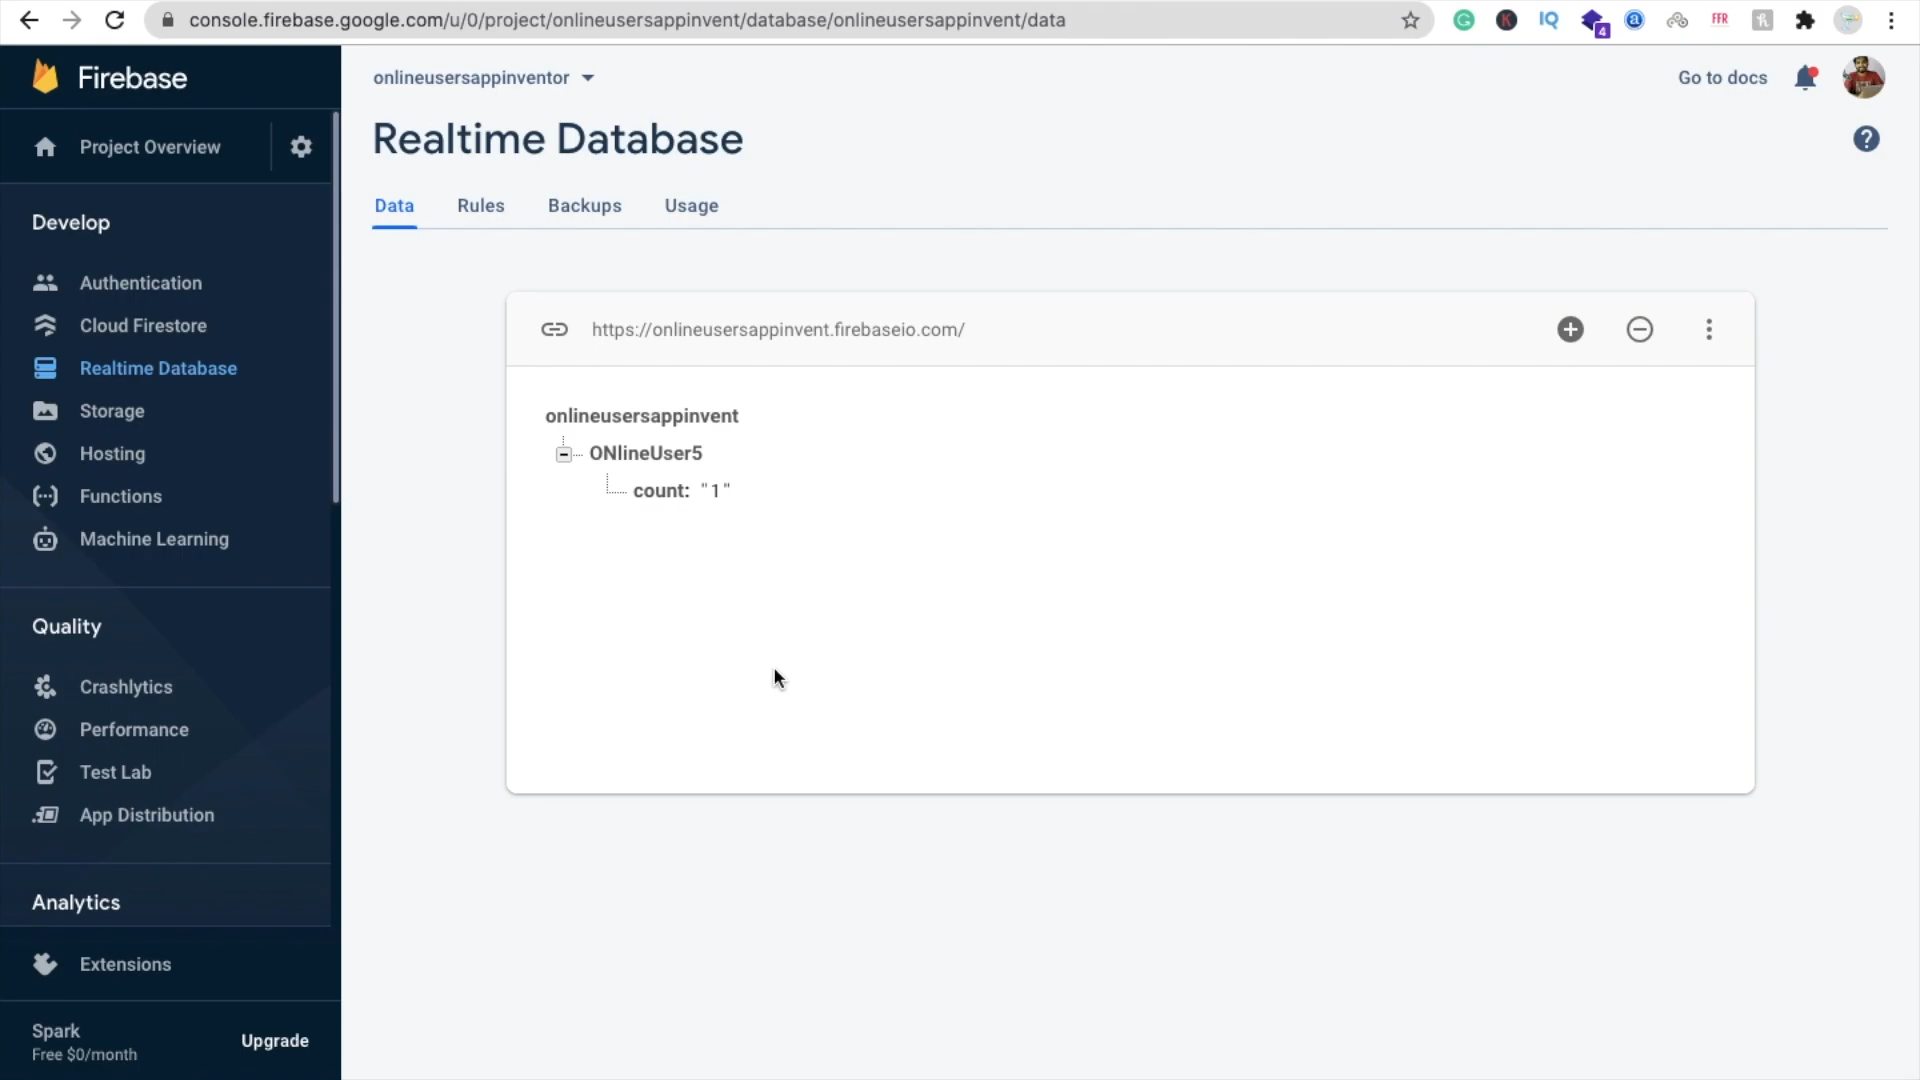 console.firebase.google.com/u/0/project/onlineusersappinvent/database/onlineusersappinvent/data
G
K
IQ
4
a
FFR
h
Firebase
onlineusersappinventor
Go to docs
Project Overview
Realtime Database
?
Data
Rules
Backups
Usage
Develop
Authentication
Cloud Firestore
Realtime Database
Storage
Hosting
Functions
Machine Learning
https://onlineusersappinvent.firebaseio.com/
onlineusersappinvent
ONlineUser5
count: "1"
Quality
Crashlytics
Performance
Test Lab
App Distribution
Analytics
Extensions
Spark
Free $0/month
Upgrade